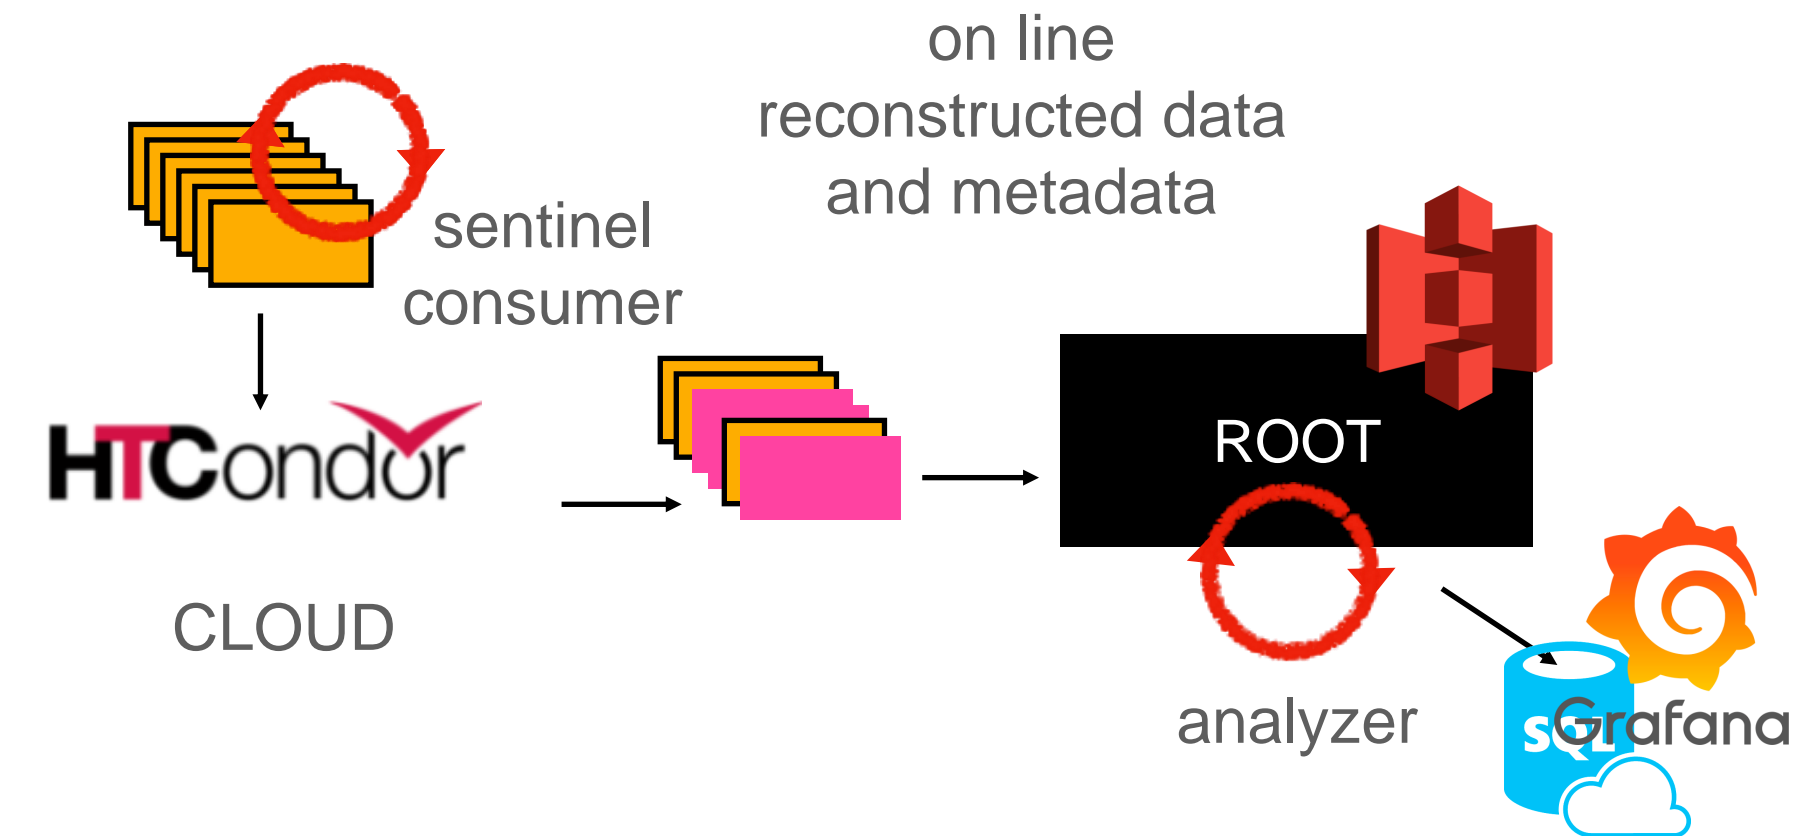 on line
reconstructed data
and metadata
sentinel
consumer
HTCondor
ROOT
CLOUD
analyzer
SQL
Grafana